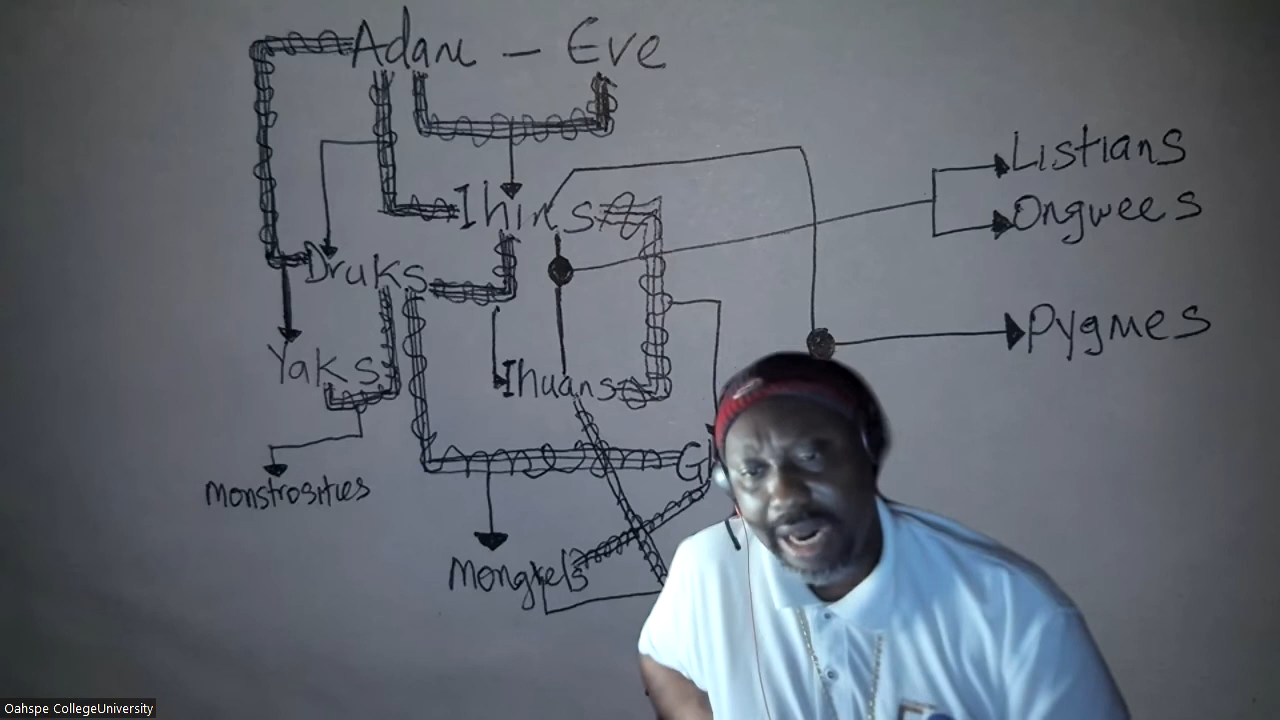 Adam – Eve
Listians
Ihins
Ongwees
Druks
Pygmes
Yaks
Ihuans
G
Monstrosities
Mongrels
Oahspe CollegeUniversity